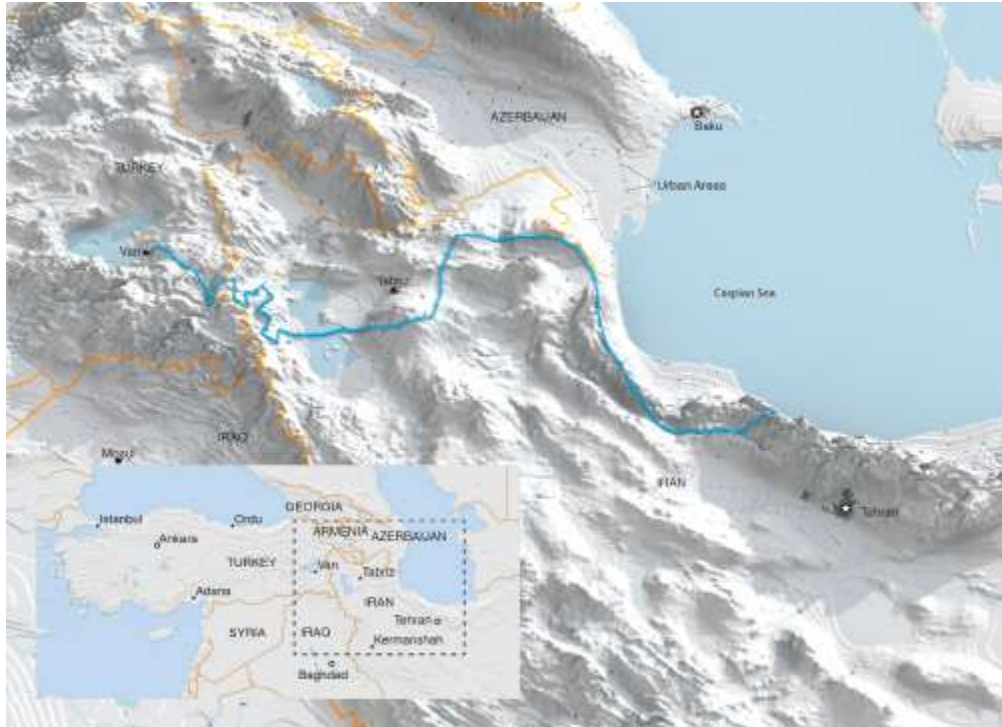 AZERBAIJAN
Baku
TURKEY
Urban Areas
Van
Tabriz
Caspian Sea
IRAQ
Mosul
IRAN
Tehran
GEORGIA
Istanbul
Ordu
ARMENIA
AZERBAIJAN
Ankara
TURKEY
Van
Tabriz
Adana
IRAN
Tehran
SYRIA
IRAQ
Kermanshah
Baghdad